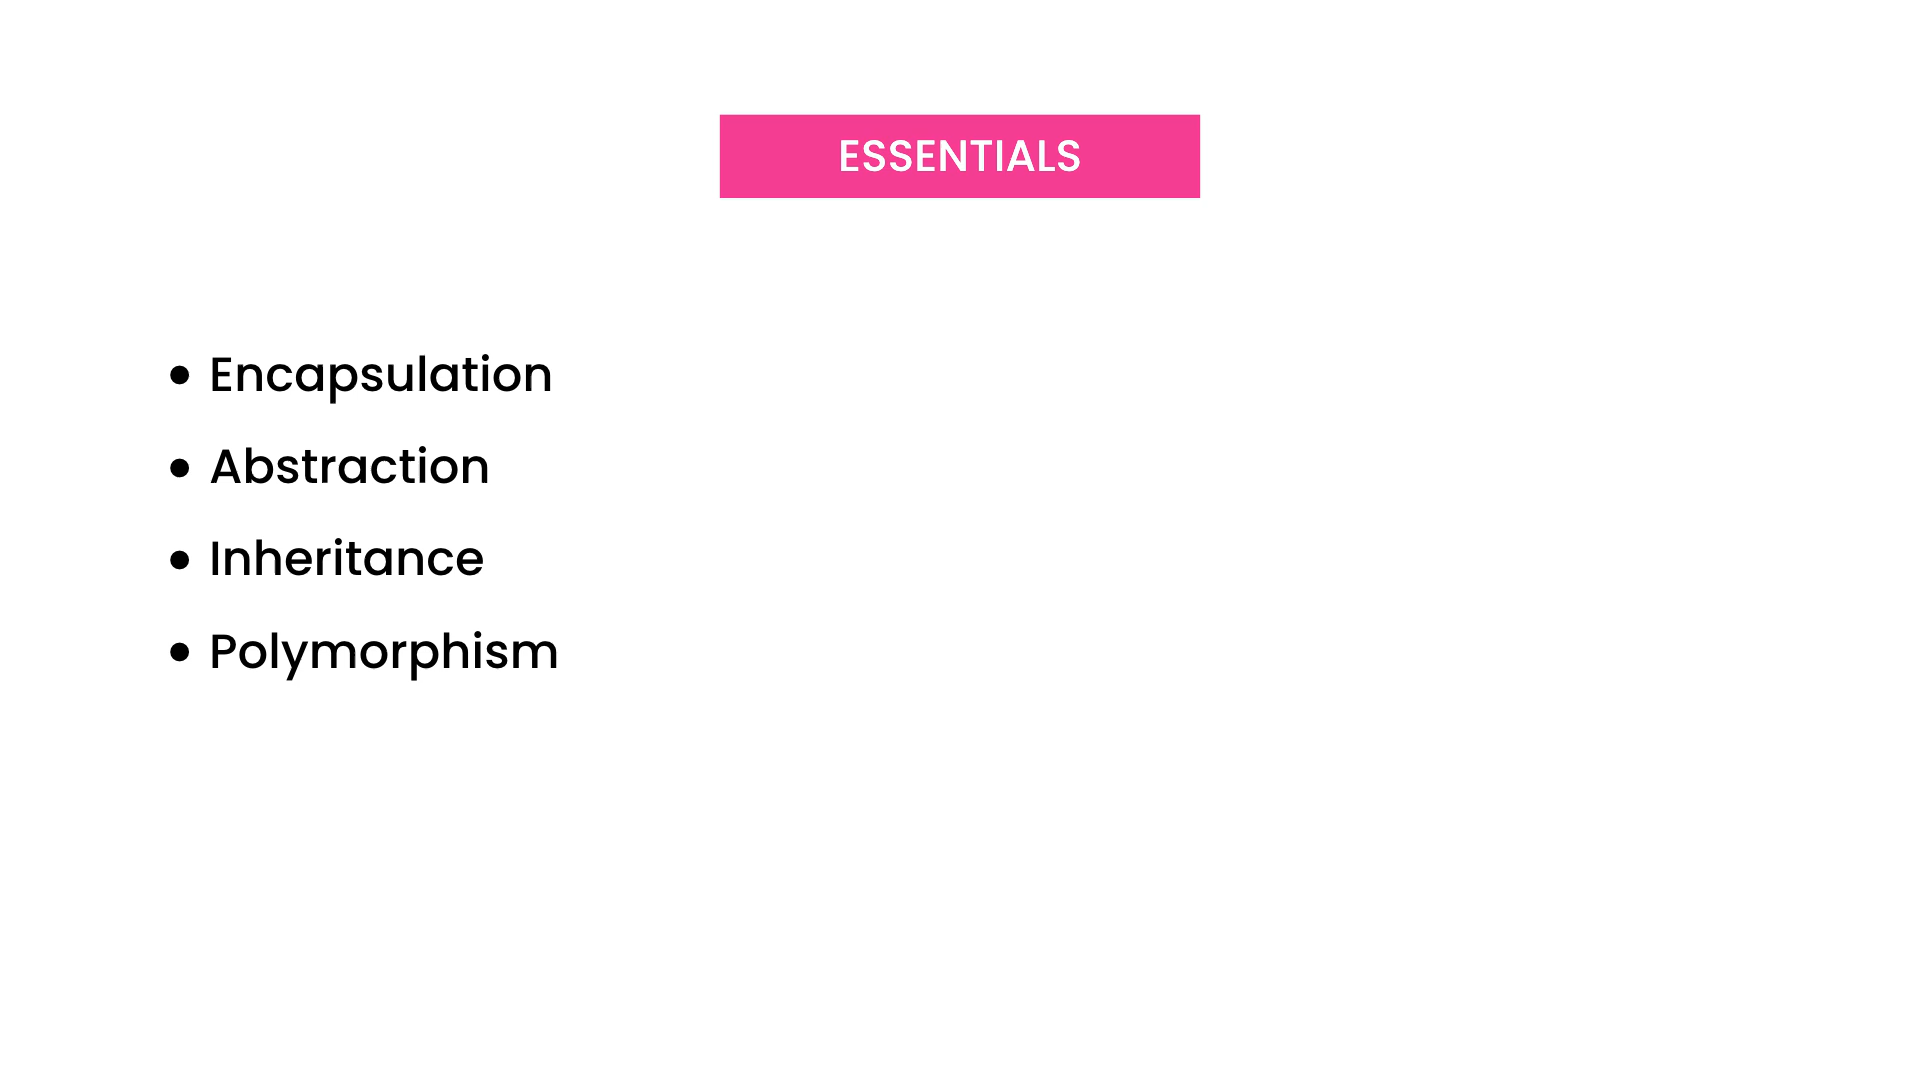 ESSENTIALS
• Encapsulation
• Abstraction
• Inheritance
• Polymorphism